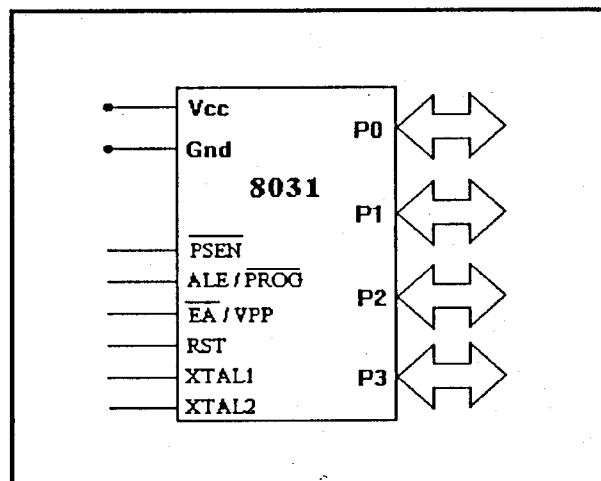 Vcc
Gnd
8031
PSEN
ALE / PROG
EA / VPP
RST
XTAL1
XTAL2
P0
P1
P2
P3